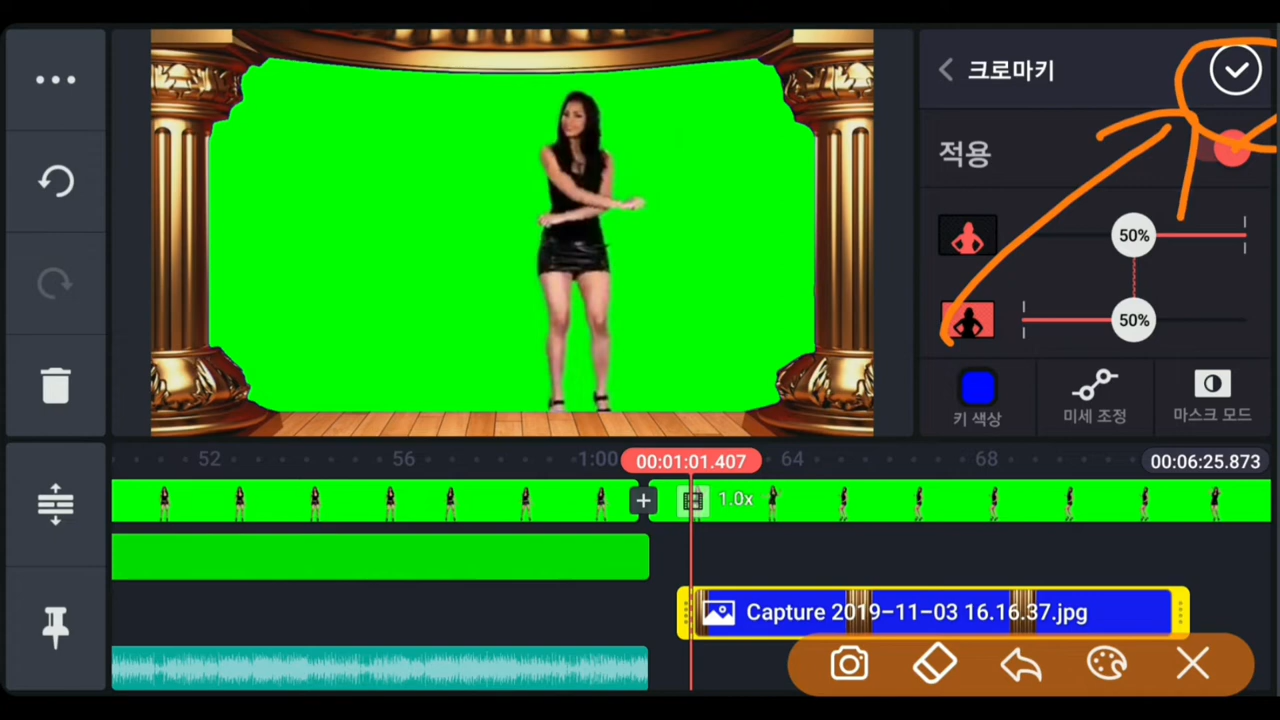 크로마키
적용
50%
50%
키 색상
미세 조정
마스크 모드
52
56
1:00
00:01:01.407
64
68
00:06:25.873
1.0x
Capture 2019-11-03 16.16.37.jpg